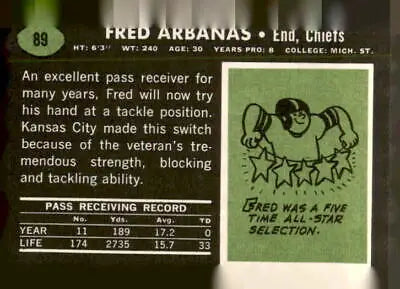 89
FRED ARBANAS • End, Chiefs
HT: 6'3" WT: 240 AGE: 30 YEARS PRO: 8 COLLEGE: MICH. ST.
An excellent pass receiver for
many years, Fred will now try
his hand at a tackle position.
Kansas City made this switch
because of the veteran's tre-
mendous strength, blocking
and tackling ability.
PASS RECEIVING RECORD
No. Yds. Avg. TD
YEAR 11 189 17.2 0
LIFE 174 2735 15.7 33
FRED WAS A FIVE
TIME ALL-STAR
SELECTION.